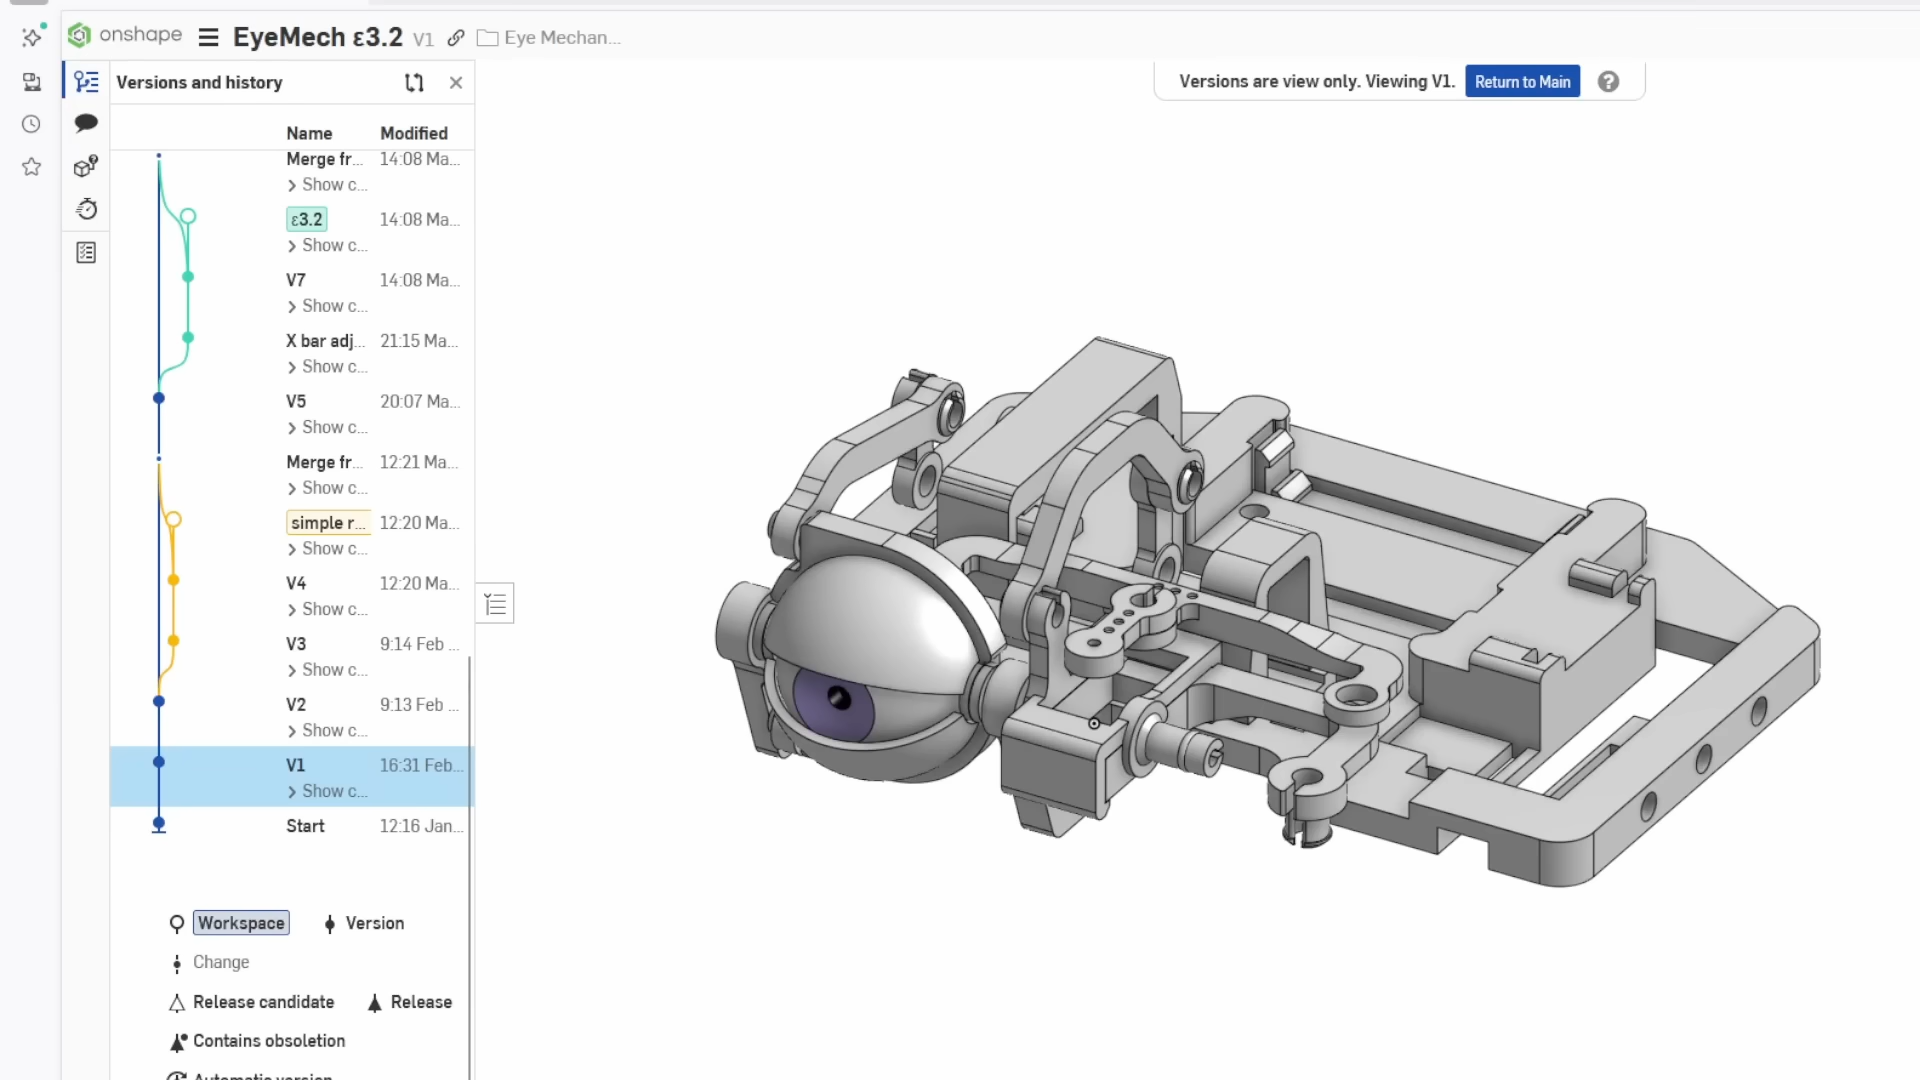 onshape
EyeMech ε3.2 V1
Eye Mechan...
Versions and history
Versions are view only. Viewing V1.
Return to Main
?
Name Modified
Merge fr... 14:08 Ma...
Show c...
ε3.2 14:08 Ma...
Show c...
V7 14:08 Ma...
Show c...
X bar adj... 21:15 Ma...
Show c...
V5 20:07 Ma...
Show c...
Merge fr... 12:21 Ma...
Show c...
simple r... 12:20 Ma...
Show c...
V4 12:20 Ma...
Show c...
V3 9:14 Feb ...
Show c...
V2 9:13 Feb ...
Show c...
V1 16:31 Feb...
Show c...
Start 12:16 Jan...
Workspace Version
Change
Release candidate Release
Contains obsoletion
Automatic version